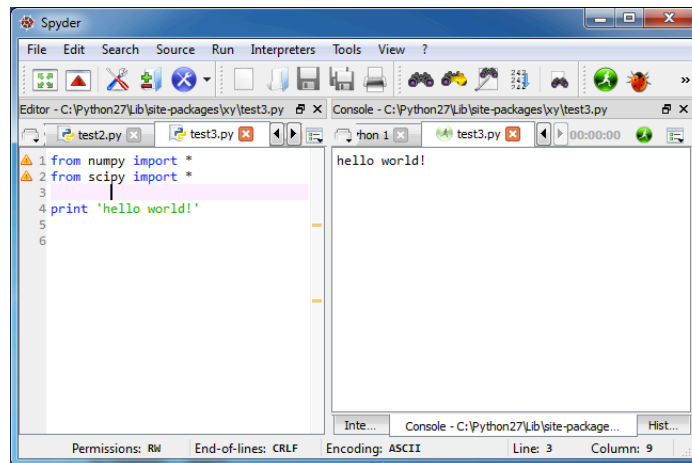 Spyder
File Edit Search Source Run Interpreters Tools View ?
Editor - C:\Python27\Lib\site-packages\xy\test3.py
Console - C:\Python27\Lib\site-packages\xy\test3.py
test2.py test3.py
thon 1 test3.py 00:00:00
1 from numpy import *
2 from scipy import *
3
4 print 'hello world!'
5
6
hello world!
Inte... Console - C:\Python27\Lib\site-package... Hist...
Permissions: RW End-of-lines: CRLF Encoding: ASCII Line: 3 Column: 9